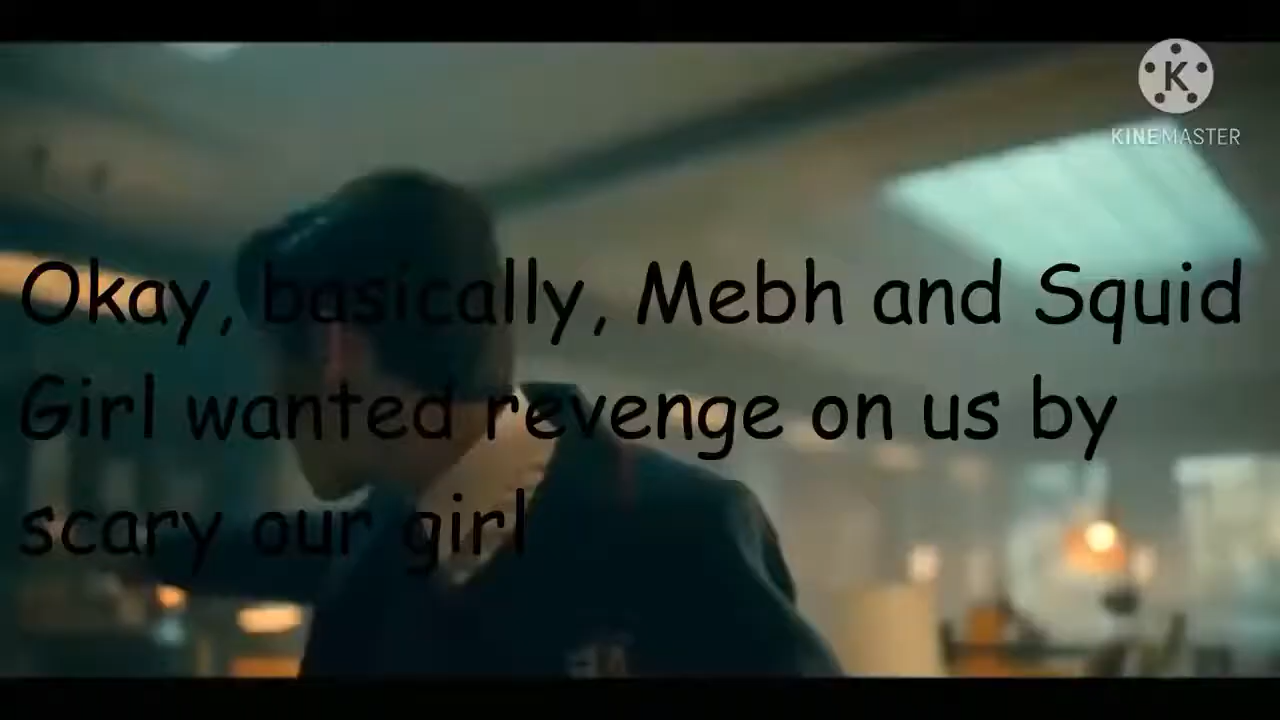 KINEMASTER
Okay, basically, Mebh and Squid
Girl wanted revenge on us by
scary our girl